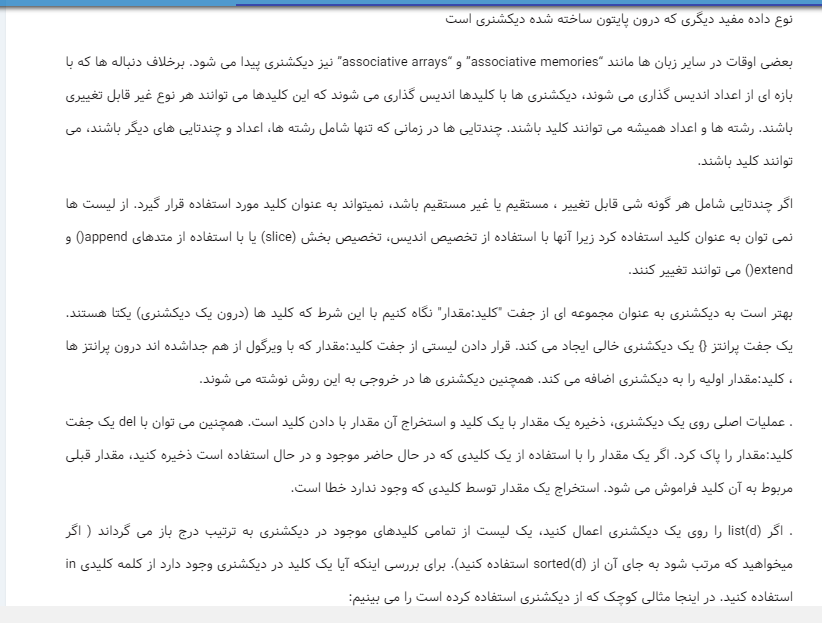 نوع داده مفید دیگری که درون پایتون ساخته شده دیکشنری است
بعضی اوقات در سایر زبان ها مانند “associative memories” و “associative arrays” نیز دیکشنری پیدا می شود. برخلاف دنباله ها که با
بازه ای از اعداد اندیس گذاری می شوند، دیکشنری ها با کلیدها اندیس گذاری می شوند که این کلیدها می توانند هر نوع غیر قابل تغییری
باشند. رشته ها و اعداد همیشه می توانند کلید باشند. چندتایی ها در زمانی که تنها شامل رشته ها، اعداد و چندتایی های دیگر باشند، می
توانند کلید باشند.
اگر چندتایی شامل هر گونه شی قابل تغییر ، مستقیم یا غیر مستقیم باشد، نمیتواند به عنوان کلید مورد استفاده قرار گیرد. از لیست ها
نمی توان به عنوان کلید استفاده کرد زیرا آنها با استفاده از تخصیص اندیس، تخصیص بخش (slice) یا با استفاده از متدهای append() و
extend() می توانند تغییر کنند.
بهتر است به دیکشنری به عنوان مجموعه ای از جفت "کلید:مقدار" نگاه کنیم با این شرط که کلید ها (درون یک دیکشنری) یکتا هستند.
یک جفت پرانتز {} یک دیکشنری خالی ایجاد می کند. قرار دادن لیستی از جفت کلید:مقدار که با ویرگول از هم جداشده اند درون پرانتز ها
، کلید:مقدار اولیه را به دیکشنری اضافه می کند. همچنین دیکشنری ها در خروجی به این روش نوشته می شوند.
. عملیات اصلی روی یک دیکشنری، ذخیره یک مقدار با یک کلید و استخراج آن مقدار با دادن کلید است. همچنین می توان با del یک جفت
کلید:مقدار را پاک کرد. اگر یک مقدار را با استفاده از یک کلیدی که در حال حاضر موجود و در حال استفاده است ذخیره کنید، مقدار قبلی
مربوط به آن کلید فراموش می شود. استخراج یک مقدار توسط کلیدی که وجود ندارد خطا است.
. اگر list(d) را روی یک دیکشنری اعمال کنید، یک لیست از تمامی کلیدهای موجود در دیکشنری به ترتیب درج باز می گرداند ( اگر
میخواهید که مرتب شود به جای آن از sorted(d) استفاده کنید). برای بررسی اینکه آیا یک کلید در دیکشنری وجود دارد از کلمه کلیدی in
استفاده کنید. در اینجا مثالی کوچک که از دیکشنری استفاده کرده است را می بینیم: